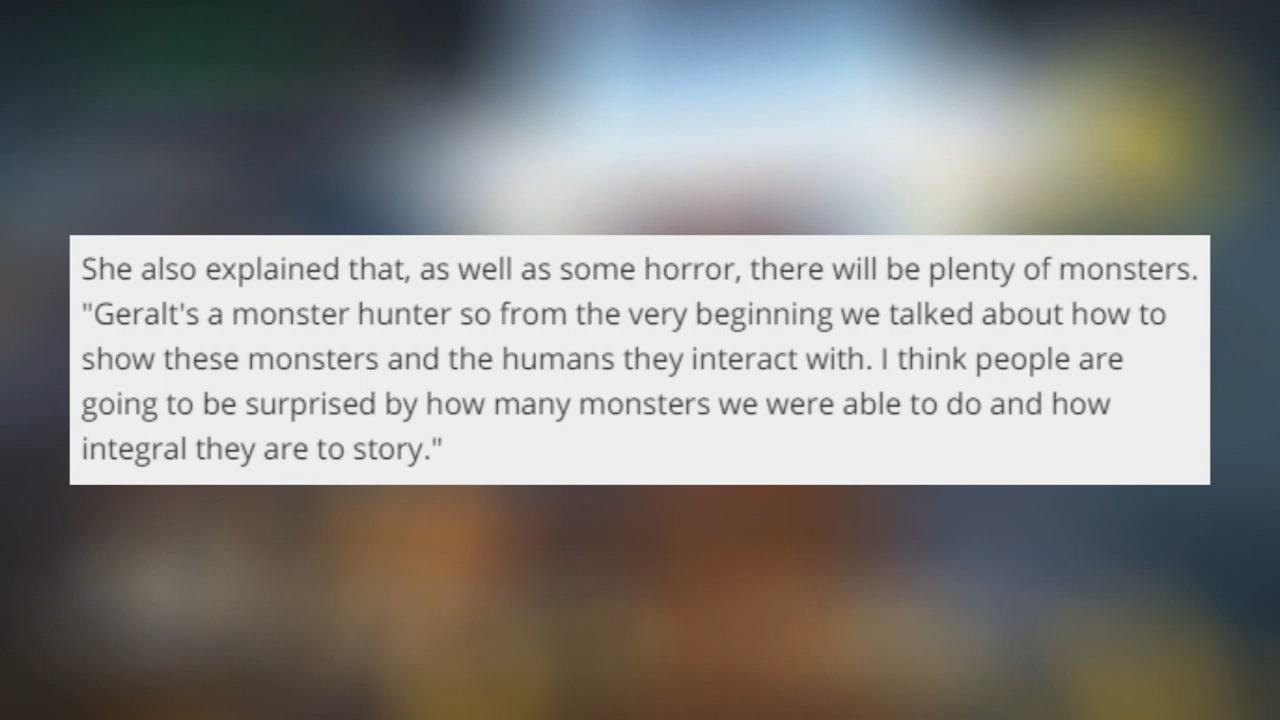 She also explained that, as well as some horror, there will be plenty of monsters.
"Geralt's a monster hunter so from the very beginning we talked about how to
show these monsters and the humans they interact with. I think people are
going to be surprised by how many monsters we were able to do and how
integral they are to story."